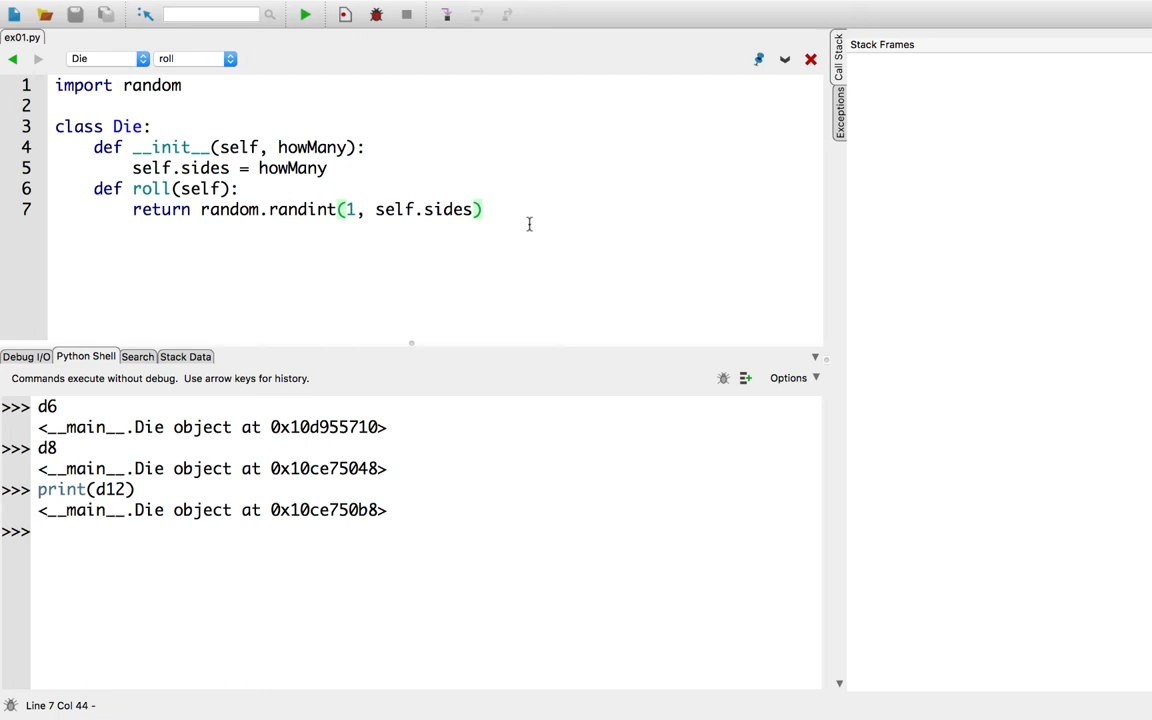 ex01.py
Die roll
1 import random
2
3 class Die:
4 def __init__(self, howMany):
5 self.sides = howMany
6 def roll(self):
7 return random.randint(1, self.sides)
Call Stack
Exceptions
Stack Frames
Debug I/O Python Shell Search Stack Data
Commands execute without debug. Use arrow keys for history.
Options
>>> d6
<__main__.Die object at 0x10d955710>
>>> d8
<__main__.Die object at 0x10ce75048>
>>> print(d12)
<__main__.Die object at 0x10ce750b8>
>>>
Line 7 Col 44 -